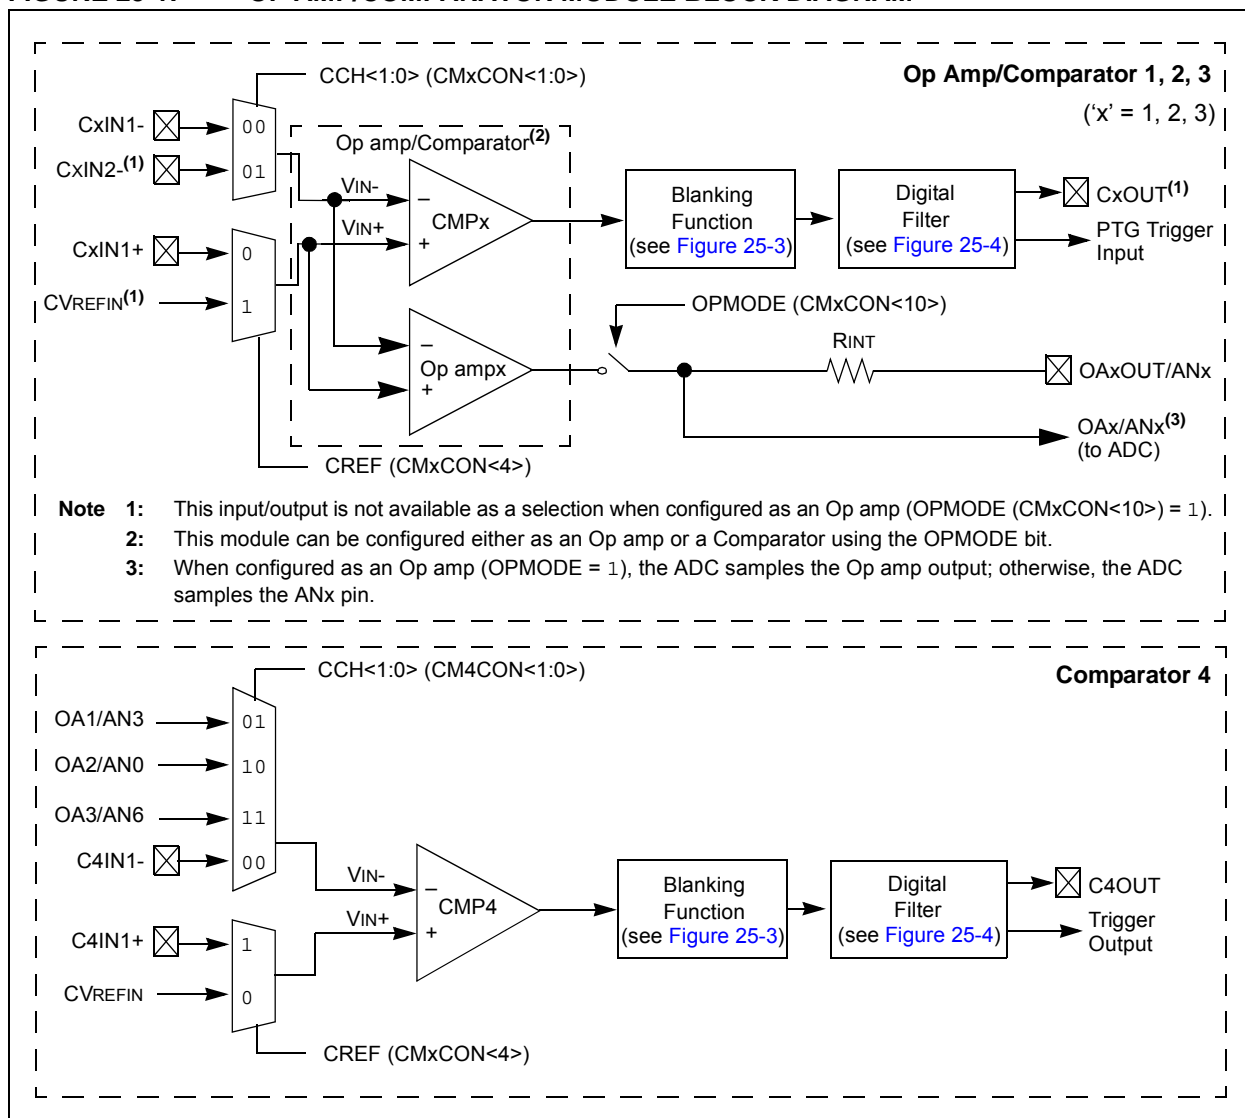 CCH<1:0> (CMxCON<1:0>)
Op Amp/Comparator 1, 2, 3
('x' = 1, 2, 3)
CxIN1-
00
CxIN2-(1)
01
Op amp/Comparator(2)
VIN-
–
CMPx
VIN+
+
Blanking
Function
(see Figure 25-3)
Digital
Filter
(see Figure 25-4)
CxOUT(1)
PTG Trigger
Input
CxIN1+
0
CVREFIN(1)
1
OPMODE (CMxCON<10>)
–
Op ampx
+
RINT
OAxOUT/ANx
OAx/ANx(3)
(to ADC)
CREF (CMxCON<4>)
Note 1: This input/output is not available as a selection when configured as an Op amp (OPMODE (CMxCON<10>) = 1).
2: This module can be configured either as an Op amp or a Comparator using the OPMODE bit.
3: When configured as an Op amp (OPMODE = 1), the ADC samples the Op amp output; otherwise, the ADC
samples the ANx pin.
CCH<1:0> (CM4CON<1:0>)
Comparator 4
OA1/AN3
01
OA2/AN0
10
OA3/AN6
11
C4IN1-
00
VIN-
–
CMP4
VIN+
+
Blanking
Function
(see Figure 25-3)
Digital
Filter
(see Figure 25-4)
C4OUT
Trigger
Output
C4IN1+
1
CVREFIN
0
CREF (CMxCON<4>)